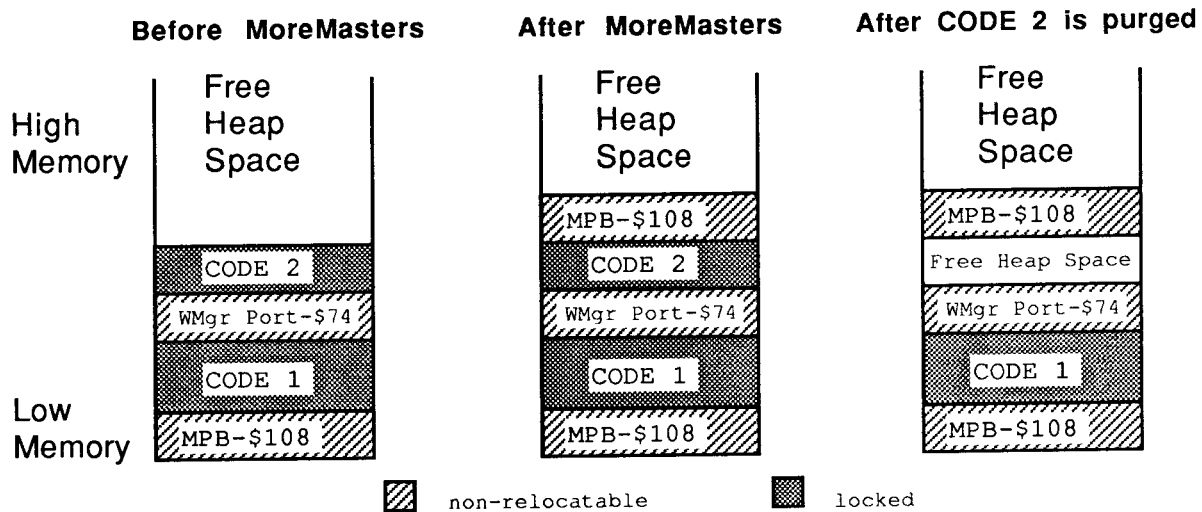 Before MoreMasters
After MoreMasters
After CODE 2 is purged
High
Memory
Low
Memory
Free
Heap
Space
CODE 2
WMgr Port-$74
CODE 1
MPB-$108
Free
Heap
Space
MPB-$108
CODE 2
WMgr Port-$74
CODE 1
MPB-$108
Free
Heap
Space
MPB-$108
Free Heap Space
WMgr Port-$74
CODE 1
MPB-$108
non-relocatable
locked